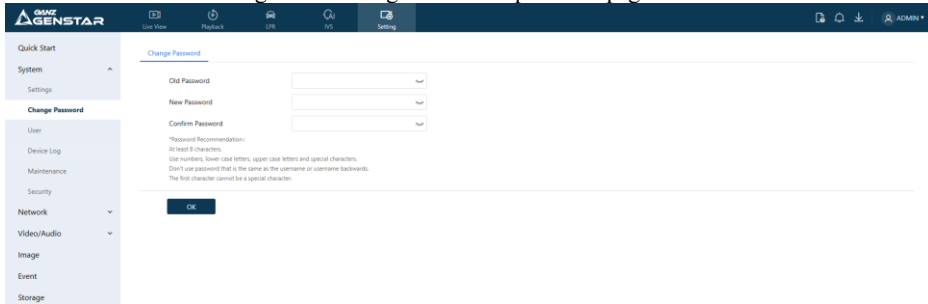 GANZ
GENSTAR
Live View
Playback
LPR
IVS
Setting
ADMIN
Quick Start
System
Settings
Change Password
User
Device Log
Maintenance
Security
Network
Video/Audio
Image
Event
Storage
Change Password
Old Password
New Password
Confirm Password
*Password Recommendation:
At least 8 characters.
Use numbers, lower case letters, upper case letters and special characters.
Don't use password that is the same as the username or username backwards.
The first character cannot be a special character.
OK